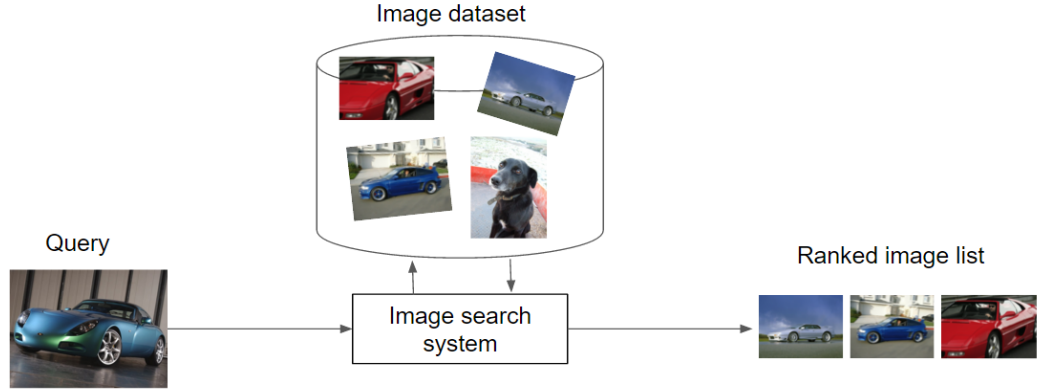 Image dataset
Query
Ranked image list
Image search
system